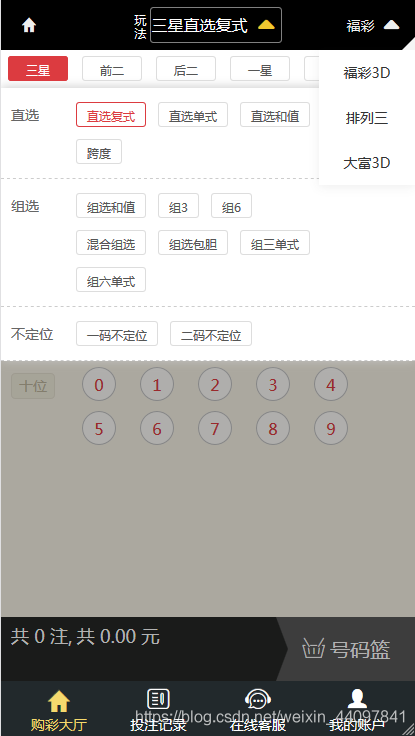 玩法 三星直选复式 福彩
三星 前二 后二 一星
福彩3D
排列三
大富3D
直选 直选复式 直选单式 直选和值
跨度
组选 组选和值 组3 组6
混合组选 组选包胆 组三单式
组六单式
不定位 一码不定位 二码不定位
十位 0 1 2 3 4
5 6 7 8 9
共 0 注, 共 0.00 元
号码篮
购彩大厅 投注记录 在线客服 我的账户
https://blog.csdn.net/weixin_44097841